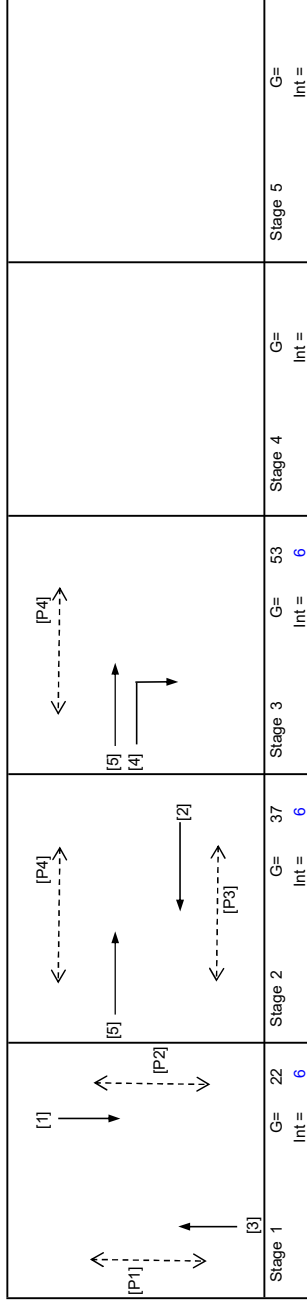 [1]
[P2]
[P1]
[3]
Stage 1 G= 22
Int = 6
[P4]
[5]
[2]
[P3]
Stage 2 G= 37
Int = 6
[P4]
[5]
[4]
Stage 3 G= 53
Int = 6
Stage 4 G=
Int =
Stage 5 G=
Int =